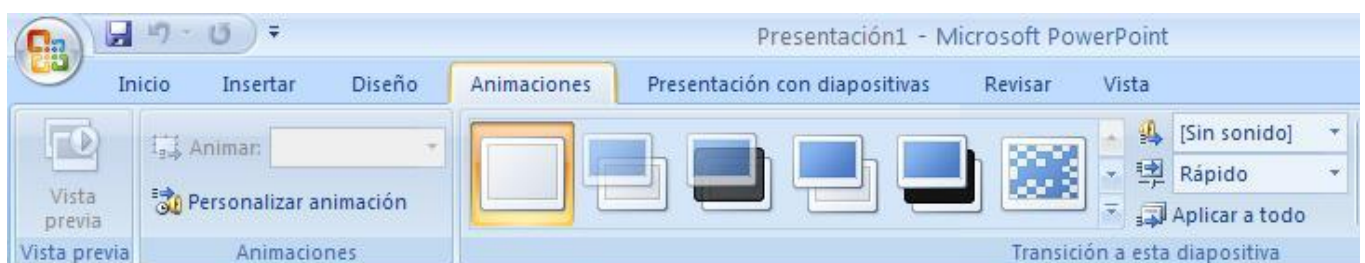 Presentación1 - Microsoft PowerPoint
Inicio Insertar Diseño Animaciones Presentación con diapositivas Revisar Vista
Vista previa
Vista previa
Animar:
Personalizar animación
Animaciones
[Sin sonido]
Rápido
Aplicar a todo
Transición a esta diapositiva